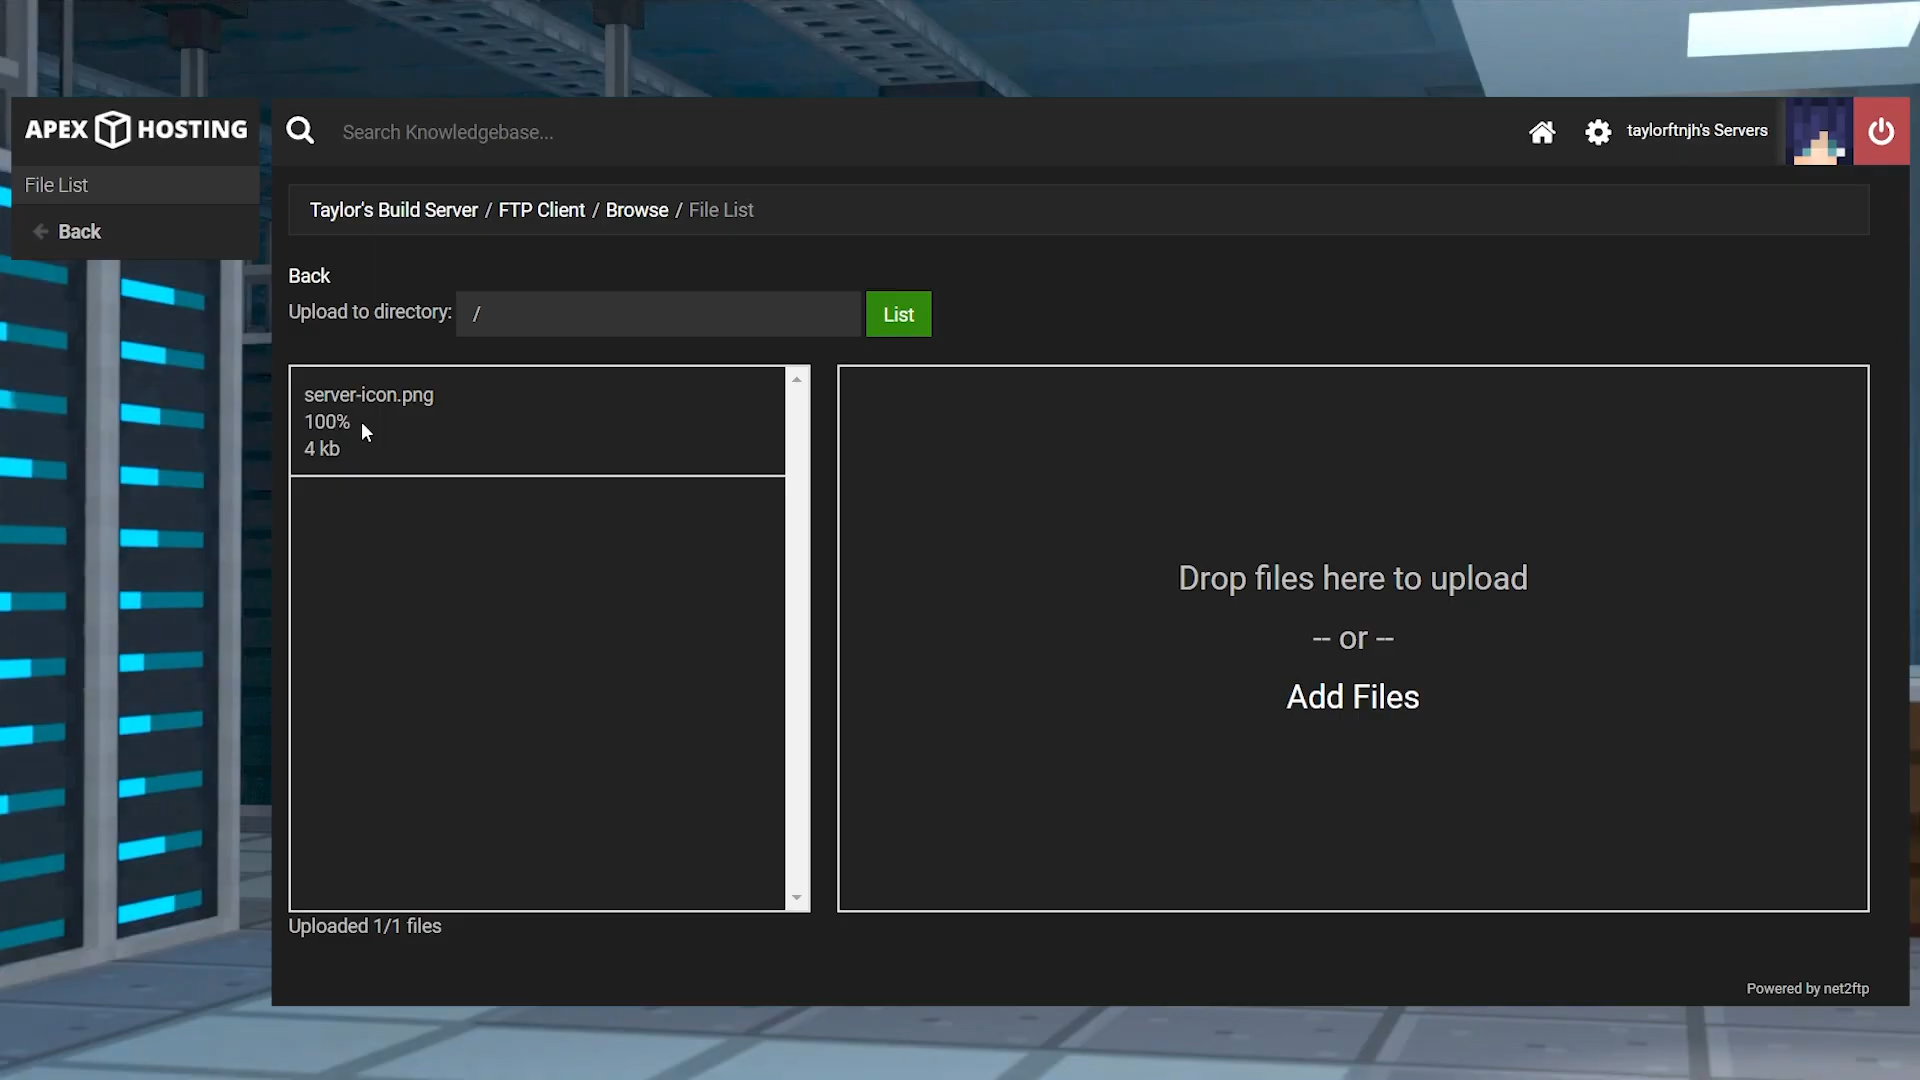 APEX HOSTING
Search Knowledgebase...
taylorftnjh's Servers
File List
Back
Taylor's Build Server / FTP Client / Browse / File List
Back
Upload to directory: / List
server-icon.png
100%
4 kb
Drop files here to upload
-- or --
Add Files
Uploaded 1/1 files
Powered by net2ftp